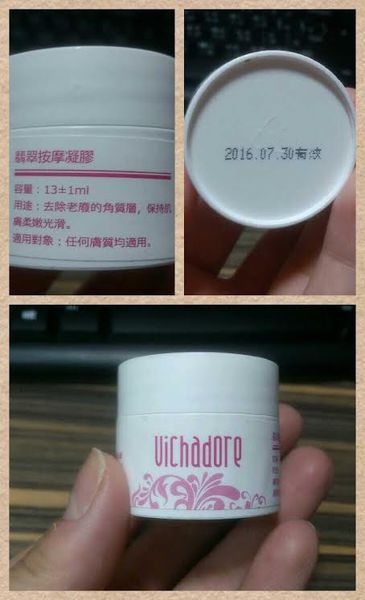 翡翠按摩凝膠
容量：13±1ml
用途：去除老廢的角質層，保持肌
膚柔嫩光滑。
適用對象：任何膚質均適用。
2016.07.30有效
Vichadore